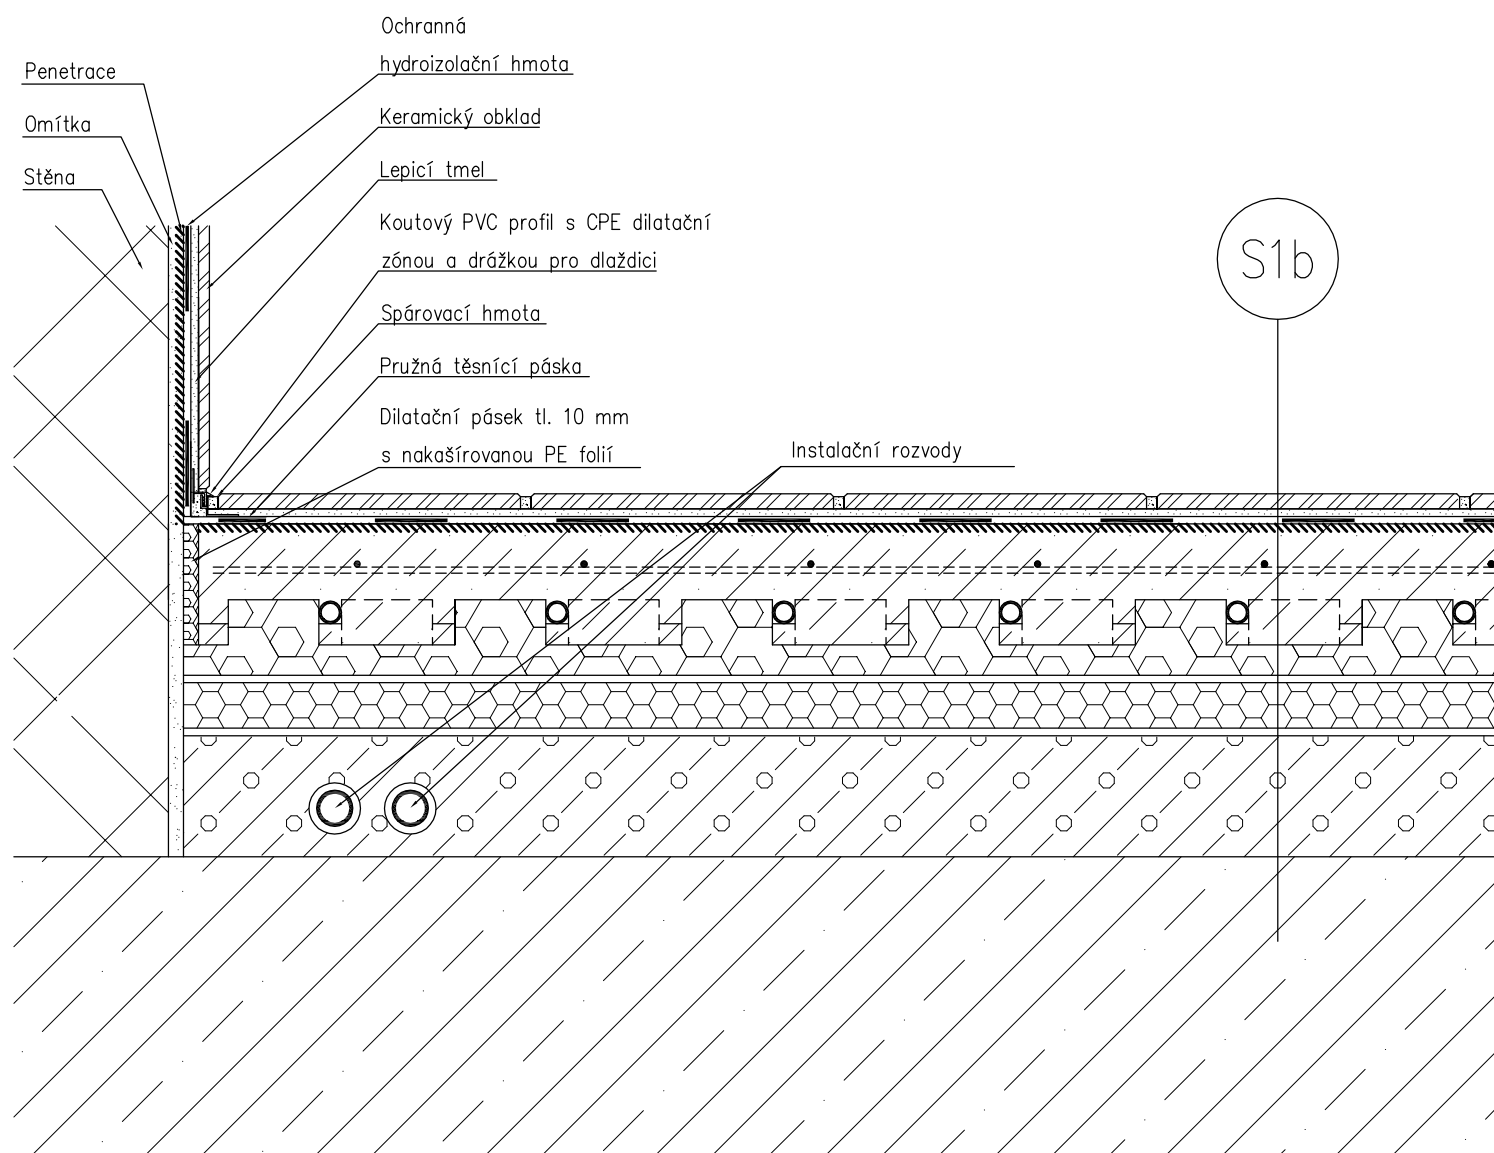 Penetrace
Omítka
Stěna
Ochranná
hydroizolační hmota
Keramický obklad
Lepicí tmel
Koutový PVC profil s CPE dilatační
zónou a drážkou pro dlaždici
Spárovací hmota
Pružná těsnící páska
Dilatační pásek tl. 10 mm
s nakašírovanou PE folií
Instalační rozvody
S1b